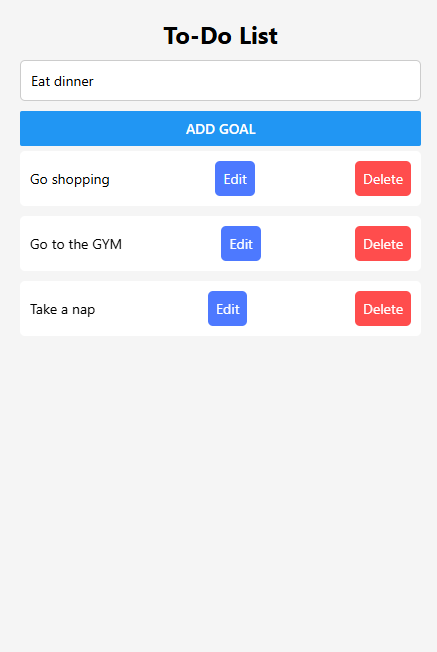 To-Do List
Eat dinner
ADD GOAL
Go shopping Edit Delete
Go to the GYM Edit Delete
Take a nap Edit Delete